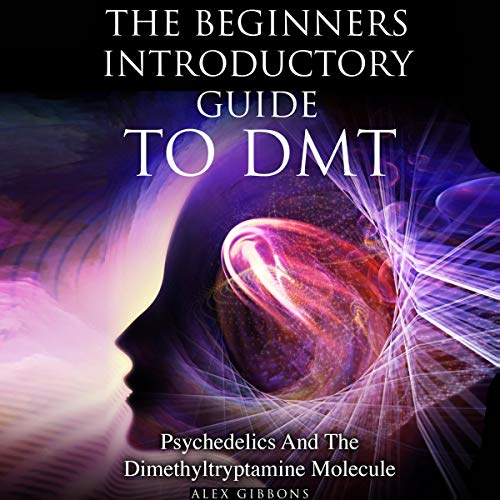 THE BEGINNERS
INTRODUCTORY
GUIDE
TO DMT
Psychedelics And The
Dimethyltryptamine Molecule
ALEX GIBBONS